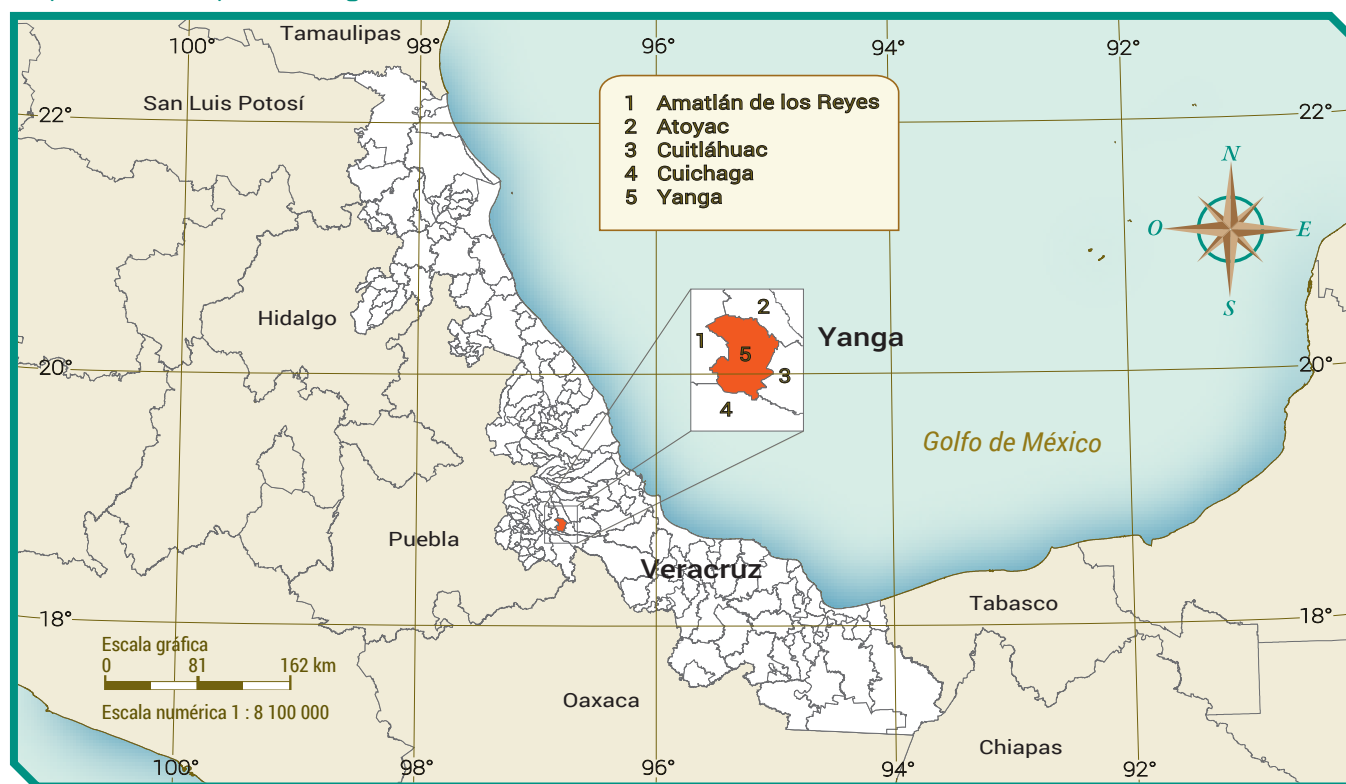 Tamaulipas
100°
98°
96°
94°
92°
San Luis Potosí
22°
22°
1 Amatlán de los Reyes
2 Atoyac
3 Cuitláhuac
4 Cuichaga
5 Yanga
N
O
E
S
Hidalgo
2
1
5
3
4
Yanga
20°
20°
Golfo de México
Puebla
Veracruz
Tabasco
18°
18°
Escala gráfica
0 81 162 km
Escala numérica 1 : 8 100 000
Oaxaca
Chiapas
100°
98°
96°
94°
92°